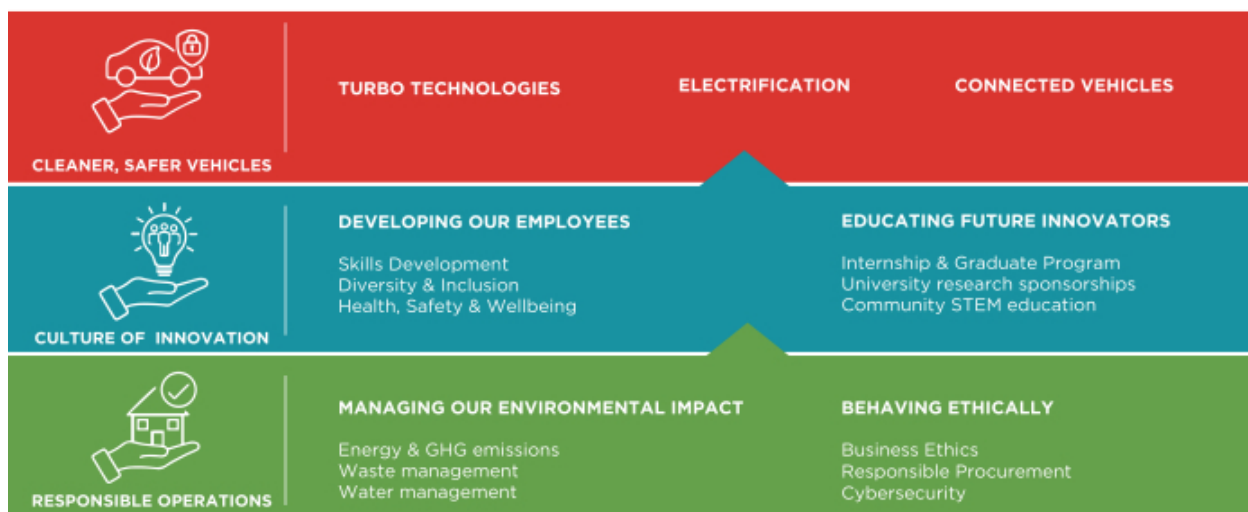 CLEANER, SAFER VEHICLES
TURBO TECHNOLOGIES
ELECTRIFICATION
CONNECTED VEHICLES
CULTURE OF INNOVATION
DEVELOPING OUR EMPLOYEES
Skills Development
Diversity & Inclusion
Health, Safety & Wellbeing
EDUCATING FUTURE INNOVATORS
Internship & Graduate Program
University research sponsorships
Community STEM education
RESPONSIBLE OPERATIONS
MANAGING OUR ENVIRONMENTAL IMPACT
Energy & GHG emissions
Waste management
Water management
BEHAVING ETHICALLY
Business Ethics
Responsible Procurement
Cybersecurity